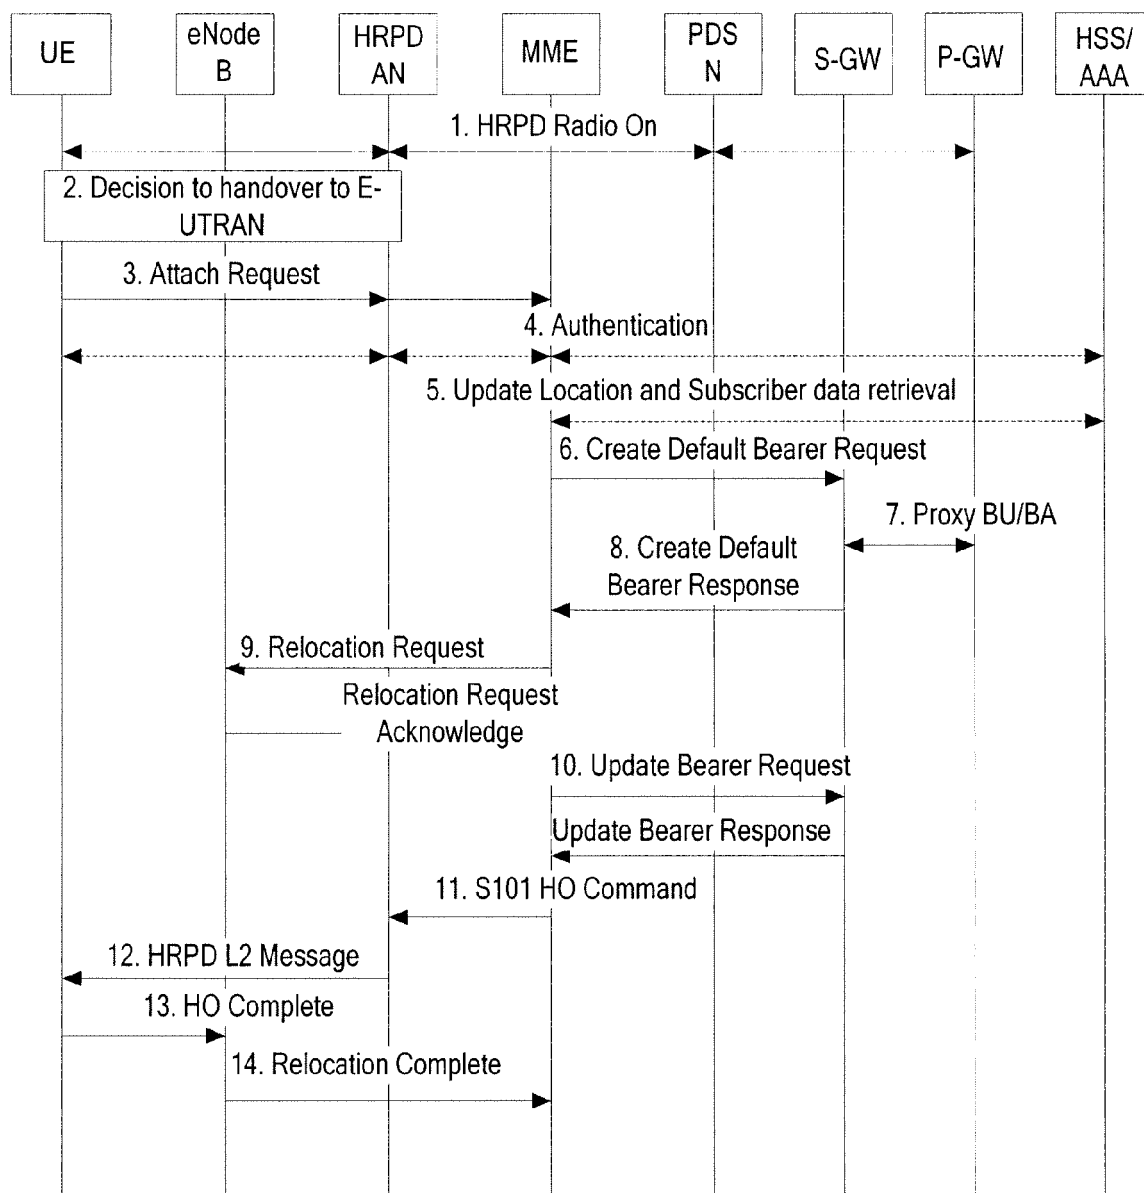 UE
eNode
B
HRPD
AN
MME
PDS
N
S-GW
P-GW
HSS/
AAA
1. HRPD Radio On
2. Decision to handover to E-
UTRAN
3. Attach Request
4. Authentication
5. Update Location and Subscriber data retrieval
6. Create Default Bearer Request
7. Proxy BU/BA
8. Create Default
Bearer Response
9. Relocation Request
Relocation Request
Acknowledge
10. Update Bearer Request
Update Bearer Response
11. S101 HO Command
12. HRPD L2 Message
13. HO Complete
14. Relocation Complete